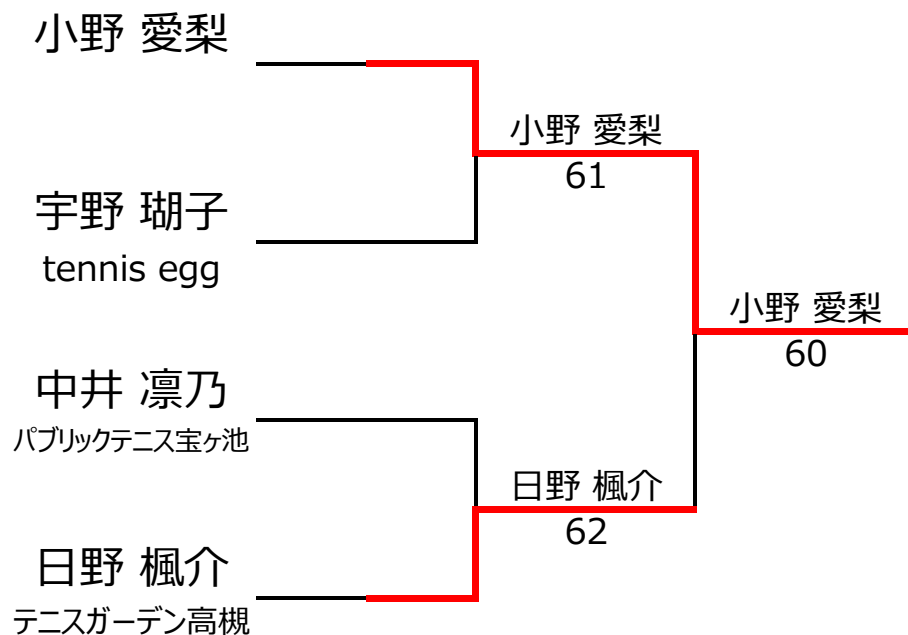 小野 愛梨
宇野 瑚子
tennis egg
中井 凛乃
パブリックテニス宝ヶ池
日野 楓介
テニスガーデン高槻
小野 愛梨
61
日野 楓介
62
小野 愛梨
60